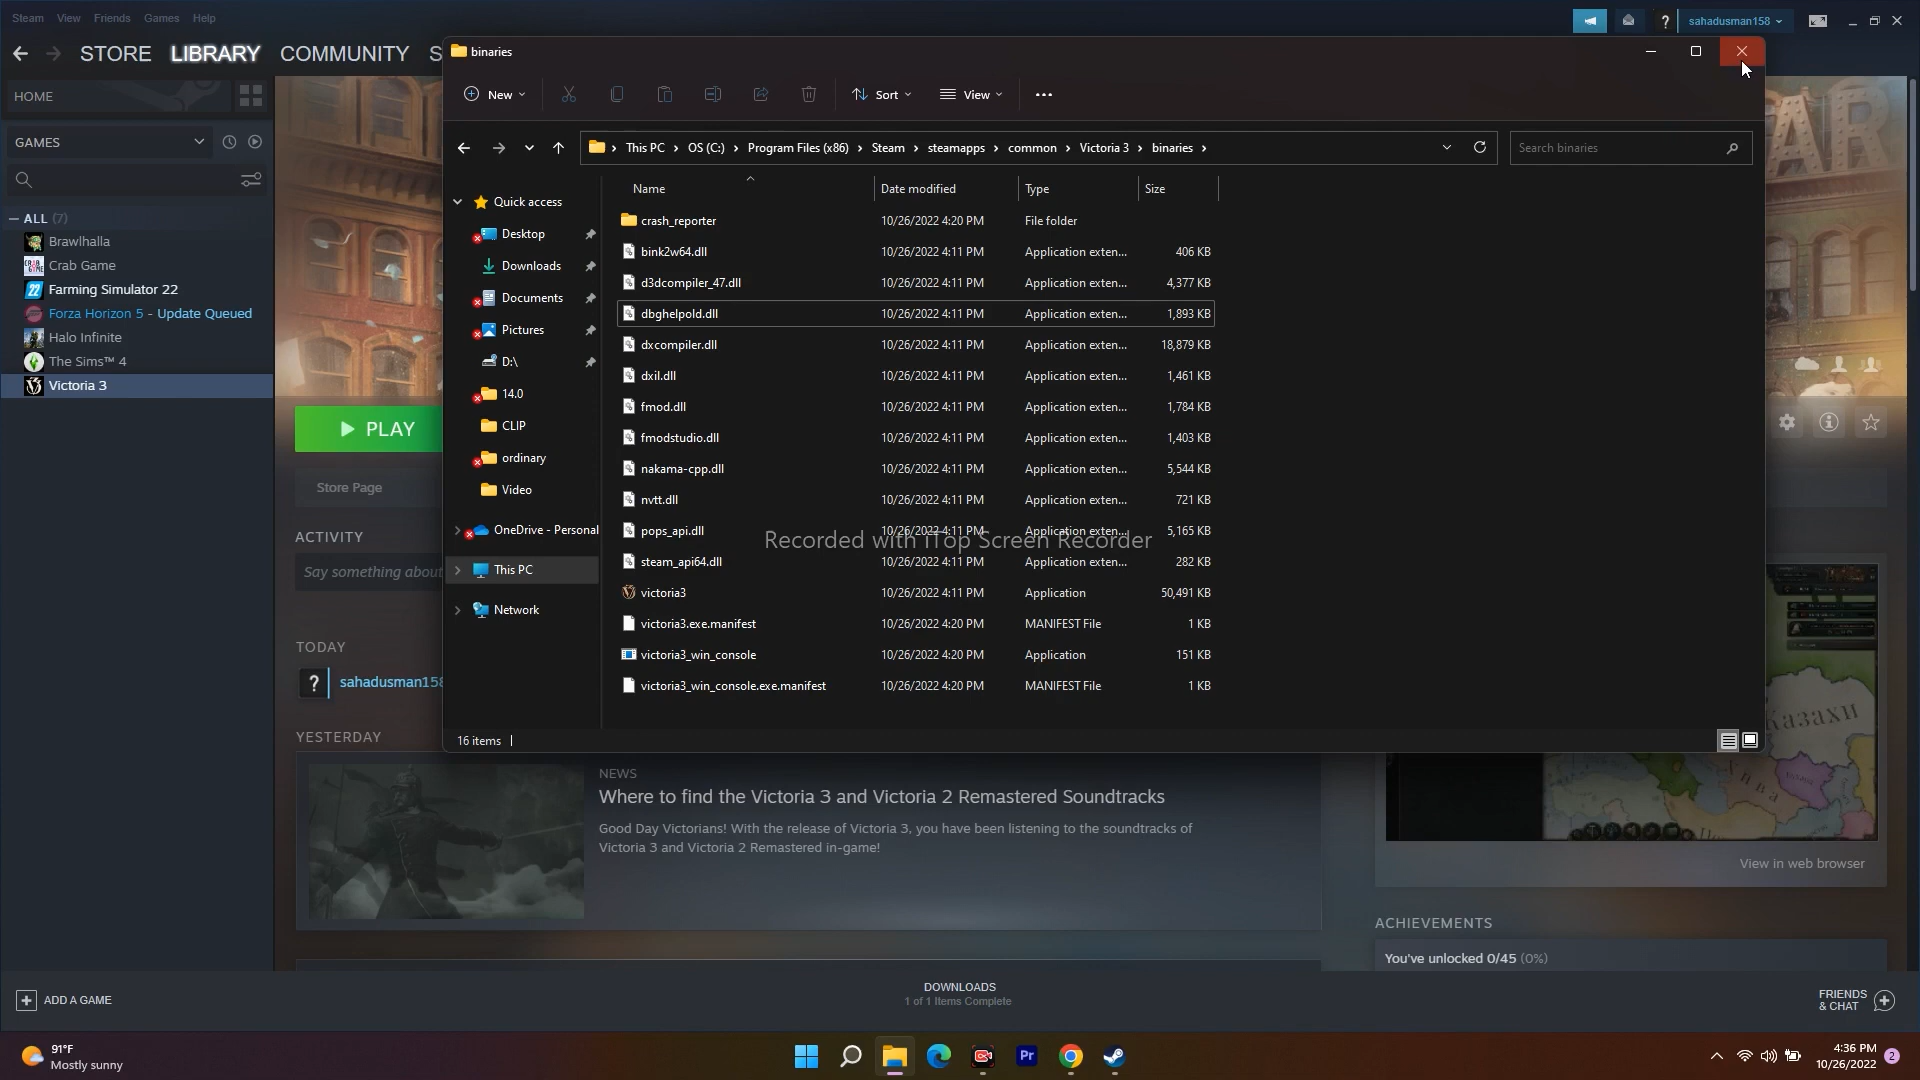 Steam View Friends Games Help
? sahadusman158
STORE LIBRARY COMMUNITY S
binaries
New Sort View
HOME
GAMES
This PC OS (C:) Program Files (x86) Steam steamapps common Victoria 3 binaries
Search binaries
Name Date modified Type Size
ALL (7)
Brawlhalla
Crab Game
Farming Simulator 22
Forza Horizon 5 - Update Queued
Halo Infinite
The Sims™ 4
Victoria 3
Quick access
Desktop
Downloads
Documents
Pictures
D:\
14.0
CLIP
ordinary
Video
OneDrive - Personal
This PC
Network
crash_reporter 10/26/2022 4:20 PM File folder
bink2w64.dll 10/26/2022 4:11 PM Application exten... 406 KB
d3dcompiler_47.dll 10/26/2022 4:11 PM Application exten... 4,377 KB
dbghelpold.dll 10/26/2022 4:11 PM Application exten... 1,893 KB
dxcompiler.dll 10/26/2022 4:11 PM Application exten... 18,879 KB
dxil.dll 10/26/2022 4:11 PM Application exten... 1,461 KB
fmod.dll 10/26/2022 4:11 PM Application exten... 1,784 KB
fmodstudio.dll 10/26/2022 4:11 PM Application exten... 1,403 KB
nakama-cpp.dll 10/26/2022 4:11 PM Application exten... 5,544 KB
nvtt.dll 10/26/2022 4:11 PM Application exten... 721 KB
pops_api.dll 10/26/2022 4:11 PM Application exten... 5,165 KB
Recorded with iTop Screen Recorder
steam_api64.dll 10/26/2022 4:11 PM Application exten... 282 KB
victoria3 10/26/2022 4:11 PM Application 50,491 KB
victoria3.exe.manifest 10/26/2022 4:20 PM MANIFEST File 1 KB
victoria3_win_console 10/26/2022 4:20 PM Application 151 KB
victoria3_win_console.exe.manifest 10/26/2022 4:20 PM MANIFEST File 1 KB
16 items
PLAY
Store Page
ACTIVITY
Say something about
TODAY
? sahadusman158
YESTERDAY
NEWS
Where to find the Victoria 3 and Victoria 2 Remastered Soundtracks
Good Day Victorians! With the release of Victoria 3, you have been listening to the soundtracks of
Victoria 3 and Victoria 2 Remastered in-game!
AR
Казахи
View in web browser
ACHIEVEMENTS
You've unlocked 0/45 (0%)
ADD A GAME
DOWNLOADS
1 of 1 Items Complete
FRIENDS
& CHAT
91°F
Mostly sunny
Pr
4:36 PM
10/26/2022
2